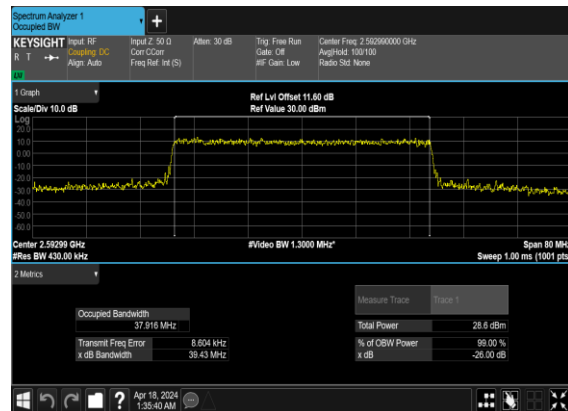 Spectrum Analyzer 1
Occupied BW
KEYSIGHT
R T
LXI
Input: RF
Coupling: DC
Align: Auto
Input Z: 50 Ω
Corr CCorr
Freq Ref: Int (S)
Atten: 30 dB
Trig: Free Run
Gate: Off
#IF Gain: Low
Center Freq: 2.592990000 GHz
Avg|Hold: 100/100
Radio Std: None
1 Graph
Scale/Div 10.0 dB
Ref Lvl Offset 11.60 dB
Ref Value 30.00 dBm
Log
20.0
10.0
0.00
-10.0
-20.0
-30.0
-40.0
-50.0
-60.0
Center 2.59299 GHz
#Video BW 1.3000 MHz*
Span 80 MHz
#Res BW 430.00 kHz
Sweep 1.00 ms (1001 pts
2 Metrics
Measure Trace
Trace 1
Occupied Bandwidth
37.916 MHz
Total Power
28.6 dBm
Transmit Freq Error
8.604 kHz
% of OBW Power
99.00 %
x dB Bandwidth
39.43 MHz
x dB
-26.00 dB
?
Apr 18, 2024
1:35:40 AM